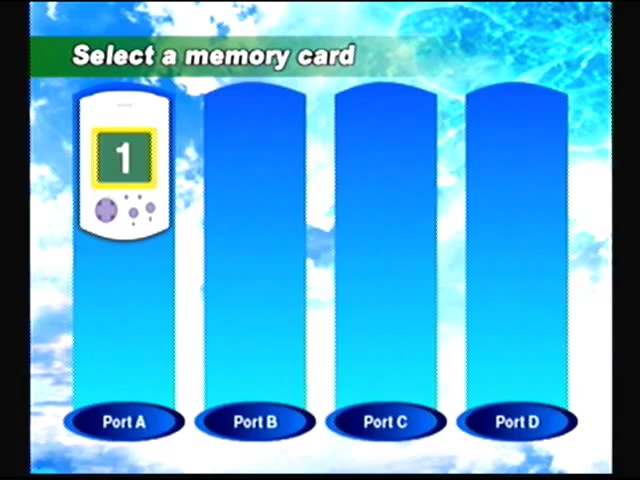 Select a memory card
1
Port A
Port B
Port C
Port D